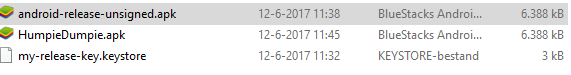 android-release-unsigned.apk 12-6-2017 11:38 BlueStacks Androi... 6.388 kB
HumpieDumpie.apk 12-6-2017 11:45 BlueStacks Androi... 6.388 kB
my-release-key.keystore 12-6-2017 11:32 KEYSTORE-bestand 3 kB